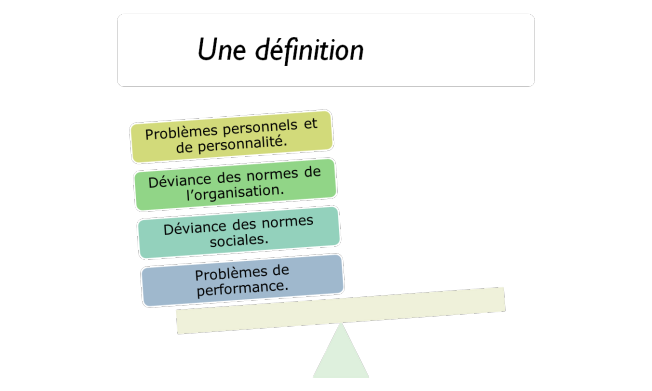 Une définition
Problèmes personnels et
de personnalité.
Déviance des normes de
l’organisation.
Déviance des normes
sociales.
Problèmes de
performance.